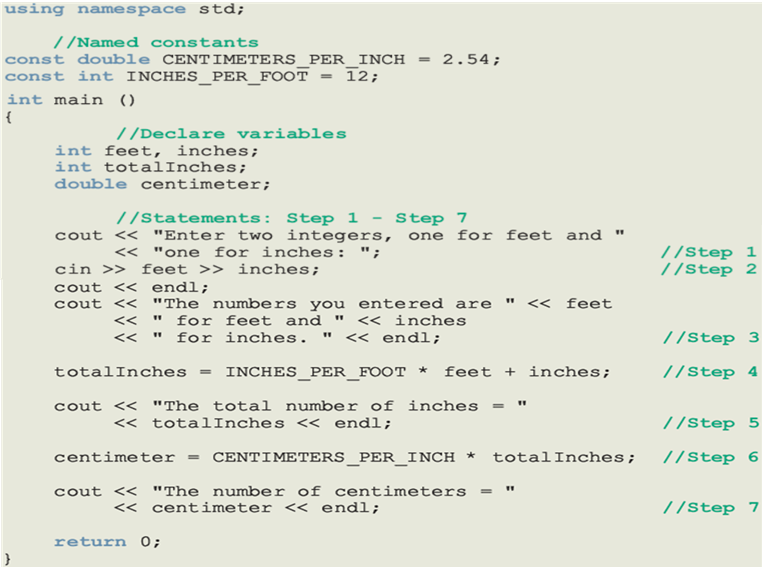 using namespace std;
//Named constants
const double CENTIMETERS_PER_INCH = 2.54;
const int INCHES_PER_FOOT = 12;
int main ()
{
//Declare variables
int feet, inches;
int totalInches;
double centimeter;
//Statements: Step 1 - Step 7
cout << "Enter two integers, one for feet and "
<< "one for inches: "; //Step 1
cin >> feet >> inches; //Step 2
cout << endl;
cout << "The numbers you entered are " << feet
<< " for feet and " << inches
<< " for inches. " << endl; //Step 3
totalInches = INCHES_PER_FOOT * feet + inches; //Step 4
cout << "The total number of inches = "
<< totalInches << endl; //Step 5
centimeter = CENTIMETERS_PER_INCH * totalInches; //Step 6
cout << "The number of centimeters = "
<< centimeter << endl; //Step 7
return 0;
}